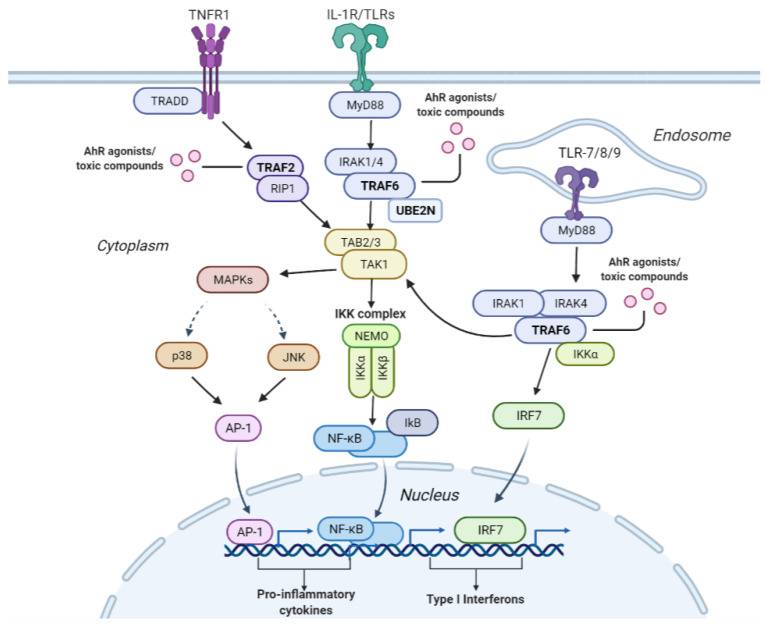 TNFR1
IL-1R/TLRs
TRADD
MyD88
AhR agonists/
toxic compounds
Endosome
TLR-7/8/9
AhR agonists/
toxic compounds
TRAF2
RIP1
IRAK1/4
TRAF6
UBE2N
MyD88
Cytoplasm
TAB2/3
TAK1
AhR agonists/
toxic compounds
MAPKs
IRAK1
IRAK4
TRAF6
IKKα
IKK complex
NEMO
IKKα
IKKβ
p38
JNK
AP-1
NF-κB
IkB
IRF7
Nucleus
AP-1
NF-κB
IRF7
Pro-inflammatory
cytokines
Type I Interferons